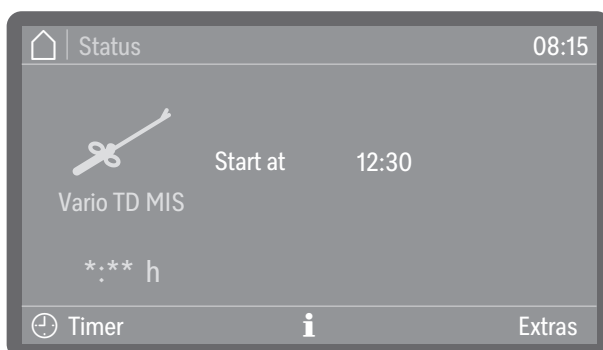 Status 08:15
Start at 12:30
Vario TD MIS
*:** h
Timer i Extras